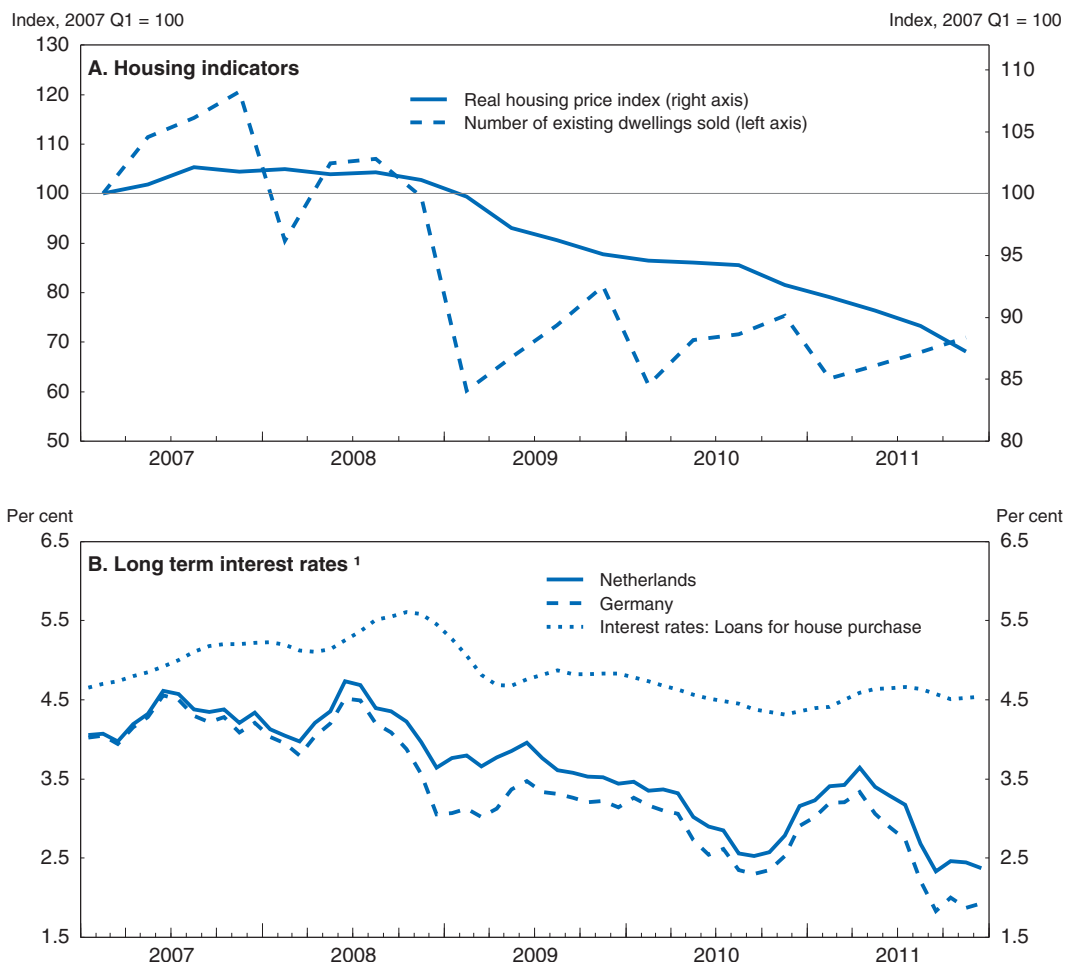 Index, 2007 Q1 = 100 Index, 2007 Q1 = 100
130
A. Housing indicators
110
120
Real housing price index (right axis)
Number of existing dwellings sold (left axis)
105
110
100 100
90
95
80
70
90
60
85
50 80
2007 2008 2009 2010 2011
Per cent Per cent
6.5 6.5
B. Long term interest rates ¹
Netherlands
Germany
Interest rates: Loans for house purchase
5.5 5.5
4.5 4.5
3.5 3.5
2.5 2.5
1.5 1.5
2007 2008 2009 2010 2011